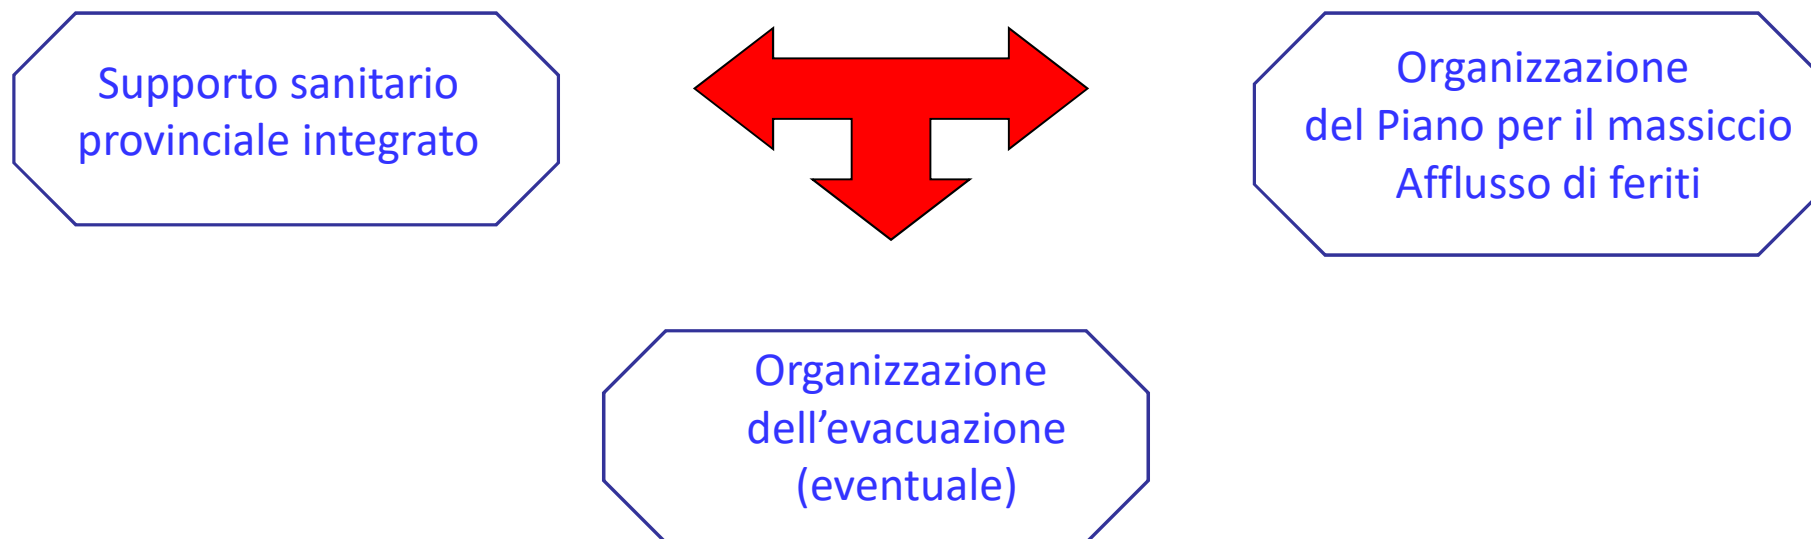 Supporto sanitario
provinciale integrato
Organizzazione
del Piano per il massiccio
Afflusso di feriti
Organizzazione
dell’evacuazione
(eventuale)